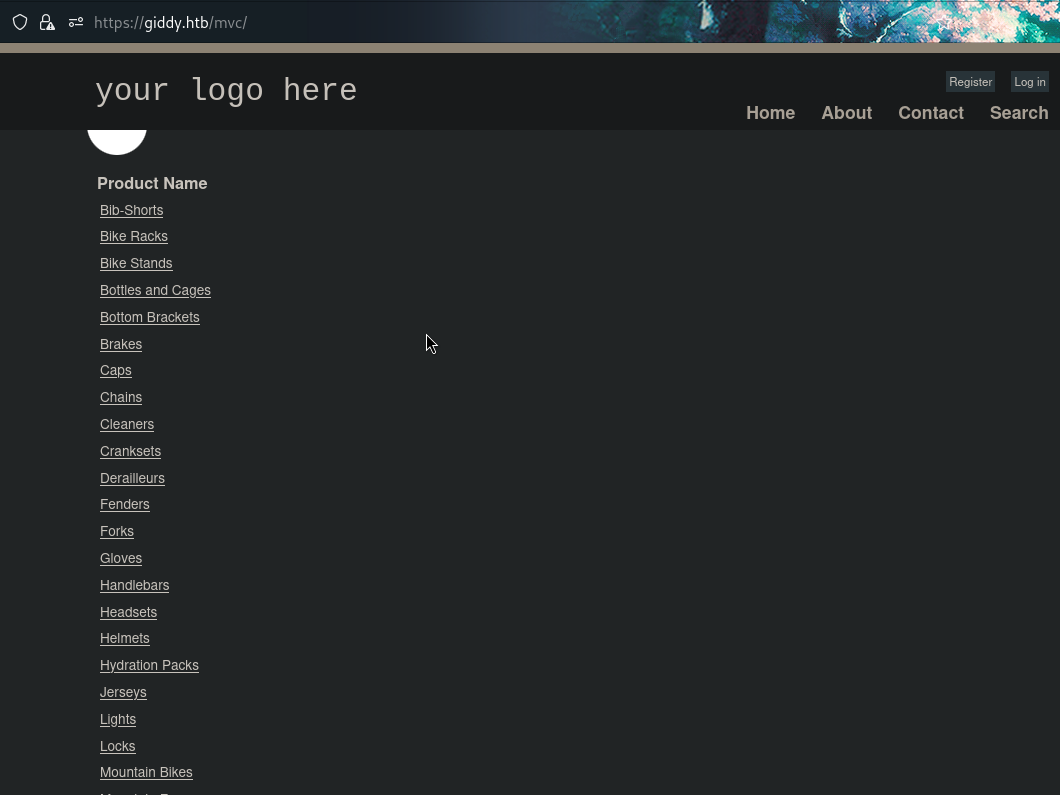 https://giddy.htb/mvc/
your logo here
Register Log in
Home About Contact Search
Product Name
Bib-Shorts
Bike Racks
Bike Stands
Bottles and Cages
Bottom Brackets
Brakes
Caps
Chains
Cleaners
Cranksets
Derailleurs
Fenders
Forks
Gloves
Handlebars
Headsets
Helmets
Hydration Packs
Jerseys
Lights
Locks
Mountain Bikes